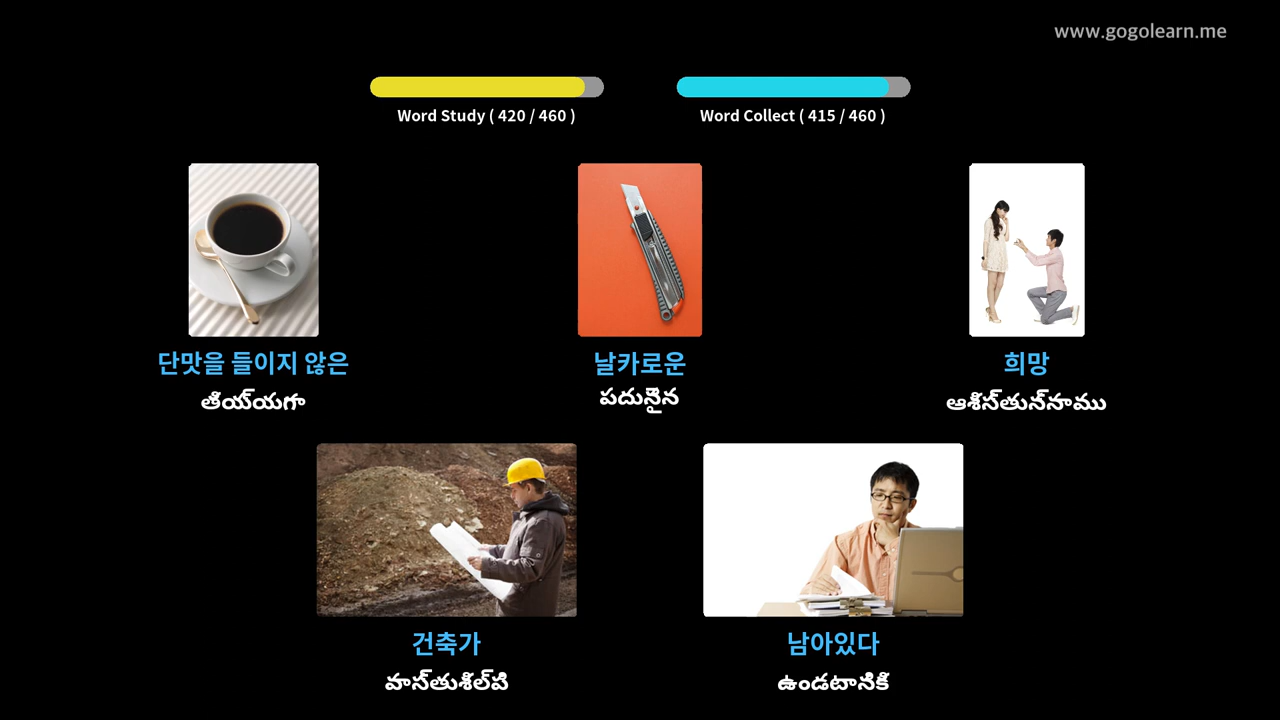 www.gogolearn.me
Word Study ( 420 / 460 )
Word Collect ( 415 / 460 )
단맛을 들이지 않은
తియ్యగా
날카로운
పదునైన
희망
ఆశిస్తున్నాము
건축가
వాస్తుశిల్పి
남아있다
ఉండటానికి